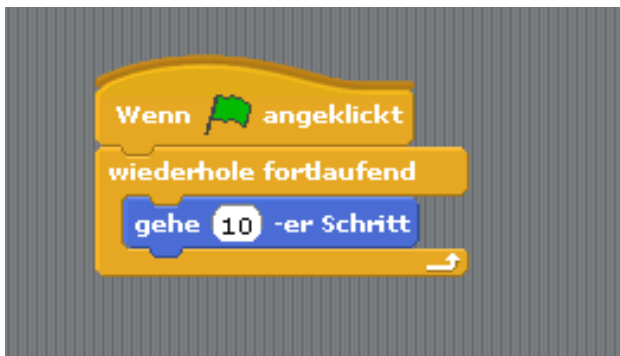 Wenn angeklickt
wiederhole fortlaufend
gehe 10 -er Schritt